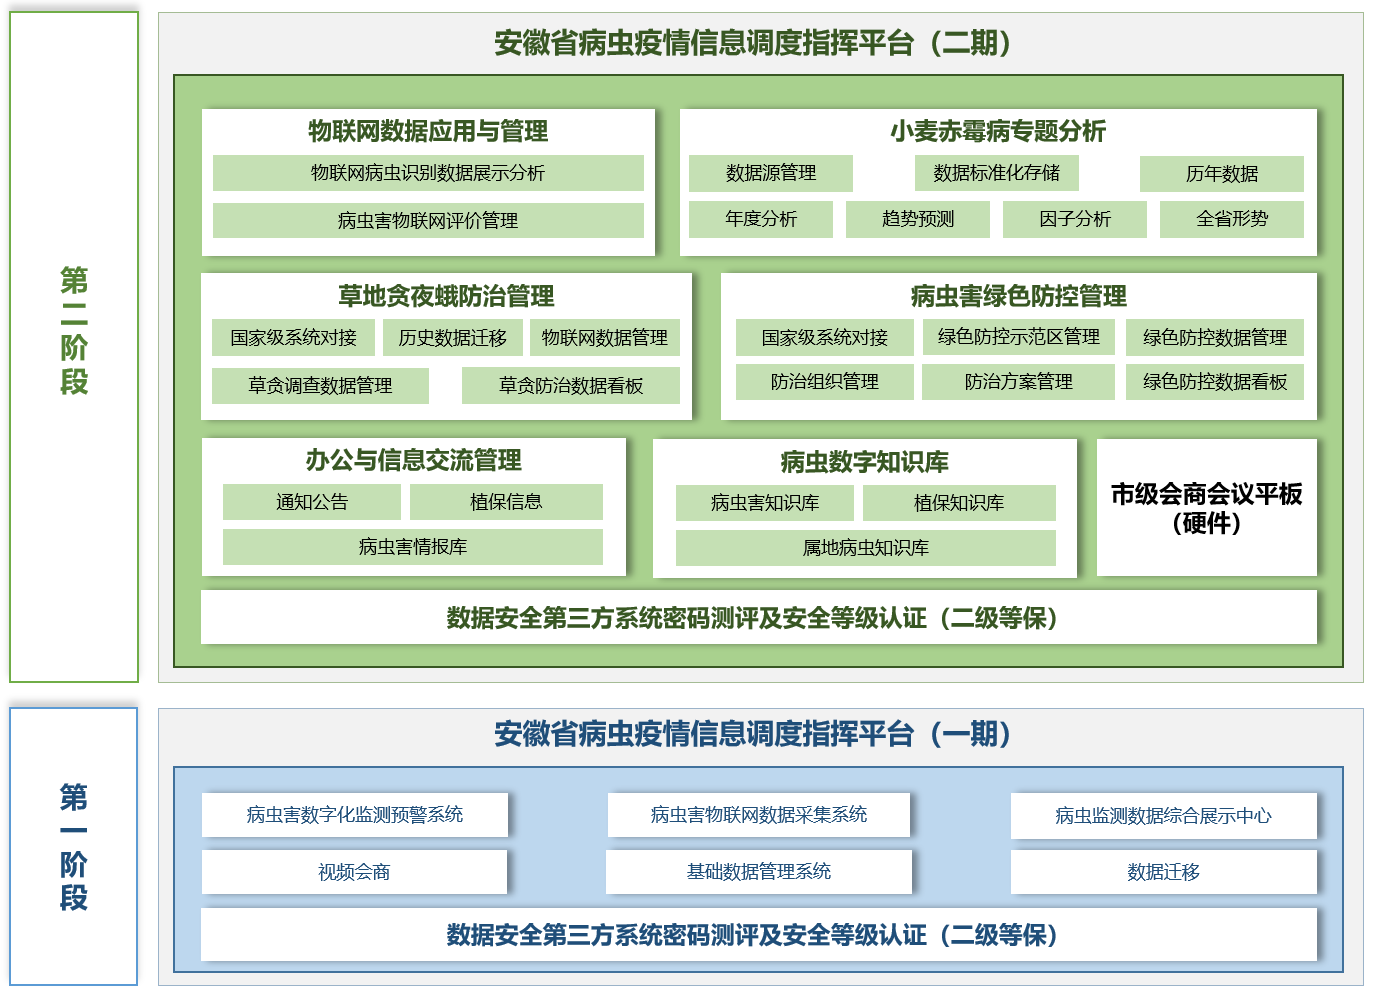 第二阶段
安徽省病虫疫情信息调度指挥平台（二期）
物联网数据应用与管理
物联网病虫识别数据展示分析
病虫害物联网评价管理
小麦赤霉病专题分析
数据源管理
数据标准化存储
历年数据
年度分析
趋势预测
因子分析
全省形势
草地贪夜蛾防治管理
国家级系统对接
历史数据迁移
物联网数据管理
草贪调查数据管理
草贪防治数据看板
病虫害绿色防控管理
国家级系统对接
绿色防控示范区管理
绿色防控数据管理
防治组织管理
防治方案管理
绿色防控数据看板
办公与信息交流管理
通知公告
植保信息
病虫害情报库
病虫数字知识库
病虫害知识库
植保知识库
属地病虫知识库
市级会商会议平板
（硬件）
数据安全第三方系统密码测评及安全等级认证（二级等保）
第一阶段
安徽省病虫疫情信息调度指挥平台（一期）
病虫害数字化监测预警系统
病虫害物联网数据采集系统
病虫监测数据综合展示中心
视频会商
基础数据管理系统
数据迁移
数据安全第三方系统密码测评及安全等级认证（二级等保）